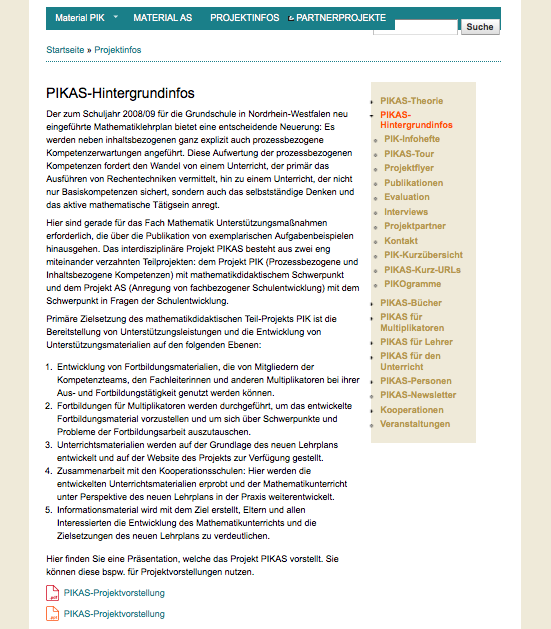 Material PIK MATERIAL AS PROJEKTINFOS PARTNERPROJEKTE
Suche
Startseite » Projektinfos
PIKAS-Hintergrundinfos
Der zum Schuljahr 2008/09 für die Grundschule in Nordrhein-Westfalen neu
eingeführte Mathematiklehrplan bietet eine entscheidende Neuerung: Es
werden neben inhaltsbezogenen ganz explizit auch prozessbezogene
Kompetenzerwartungen angeführt. Diese Aufwertung der prozessbezogenen
Kompetenzen fordert den Wandel von einem Unterricht, der primär das
Ausführen von Rechentechniken vermittelt, hin zu einem Unterricht, der nicht
nur Basiskompetenzen sichert, sondern auch das selbstständige Denken und
das aktive mathematische Tätigsein anregt.
Hier sind gerade für das Fach Mathematik Unterstützungsmaßnahmen
erforderlich, die über die Publikation von exemplarischen Aufgabenbeispielen
hinausgehen. Das interdisziplinäre Projekt PIKAS besteht aus zwei eng
miteinander verzahnten Teilprojekten: dem Projekt PIK (Prozessbezogene und
Inhaltsbezogene Kompetenzen) mit mathematikdidaktischem Schwerpunkt
und dem Projekt AS (Anregung von fachbezogener Schulentwicklung) mit dem
Schwerpunkt in Fragen der Schulentwicklung.
Primäre Zielsetzung des mathematikdidaktischen Teil-Projekts PIK ist die
Bereitstellung von Unterstützungsleistungen und die Entwicklung von
Unterstützungsmaterialien auf den folgenden Ebenen:
1. Entwicklung von Fortbildungsmaterialien, die von Mitgliedern der
Kompetenzteams, den Fachleiterinnen und anderen Multiplikatoren bei ihrer
Aus- und Fortbildungstätigkeit genutzt werden können.
2. Fortbildungen für Multiplikatoren werden durchgeführt, um das entwickelte
Fortbildungsmaterial vorzustellen und um sich über Schwerpunkte und
Probleme der Fortbildungsarbeit auszutauschen.
3. Unterrichtsmaterialien werden auf der Grundlage des neuen Lehrplans
entwickelt und auf der Website des Projekts zur Verfügung gestellt.
4. Zusammenarbeit mit den Kooperationsschulen: Hier werden die
entwickelten Unterrichtsmaterialien erprobt und der Mathematikunterricht
unter Perspektive des neuen Lehrplans in der Praxis weiterentwickelt.
5. Informationsmaterial wird mit dem Ziel erstellt, Eltern und allen
Interessierten die Entwicklung des Mathematikunterrichts und die
Zielsetzungen des neuen Lehrplans zu verdeutlichen.
Hier finden Sie eine Präsentation, welche das Projekt PIKAS vorstellt. Sie
können diese bspw. für Projektvorstellungen nutzen.
PIKAS-Projektvorstellung
PIKAS-Projektvorstellung
PIKAS-Theorie
PIKAS-
Hintergrundinfos
PIK-Infohefte
PIKAS-Tour
Projektflyer
Publikationen
Evaluation
Interviews
Projektpartner
Kontakt
PIK-Kurzübersicht
PIKAS-Kurz-URLs
PIKOgramme
PIKAS-Bücher
PIKAS für
Multiplikatoren
PIKAS für Lehrer
PIKAS für den
Unterricht
PIKAS-Personen
PIKAS-Newsletter
Kooperationen
Veranstaltungen